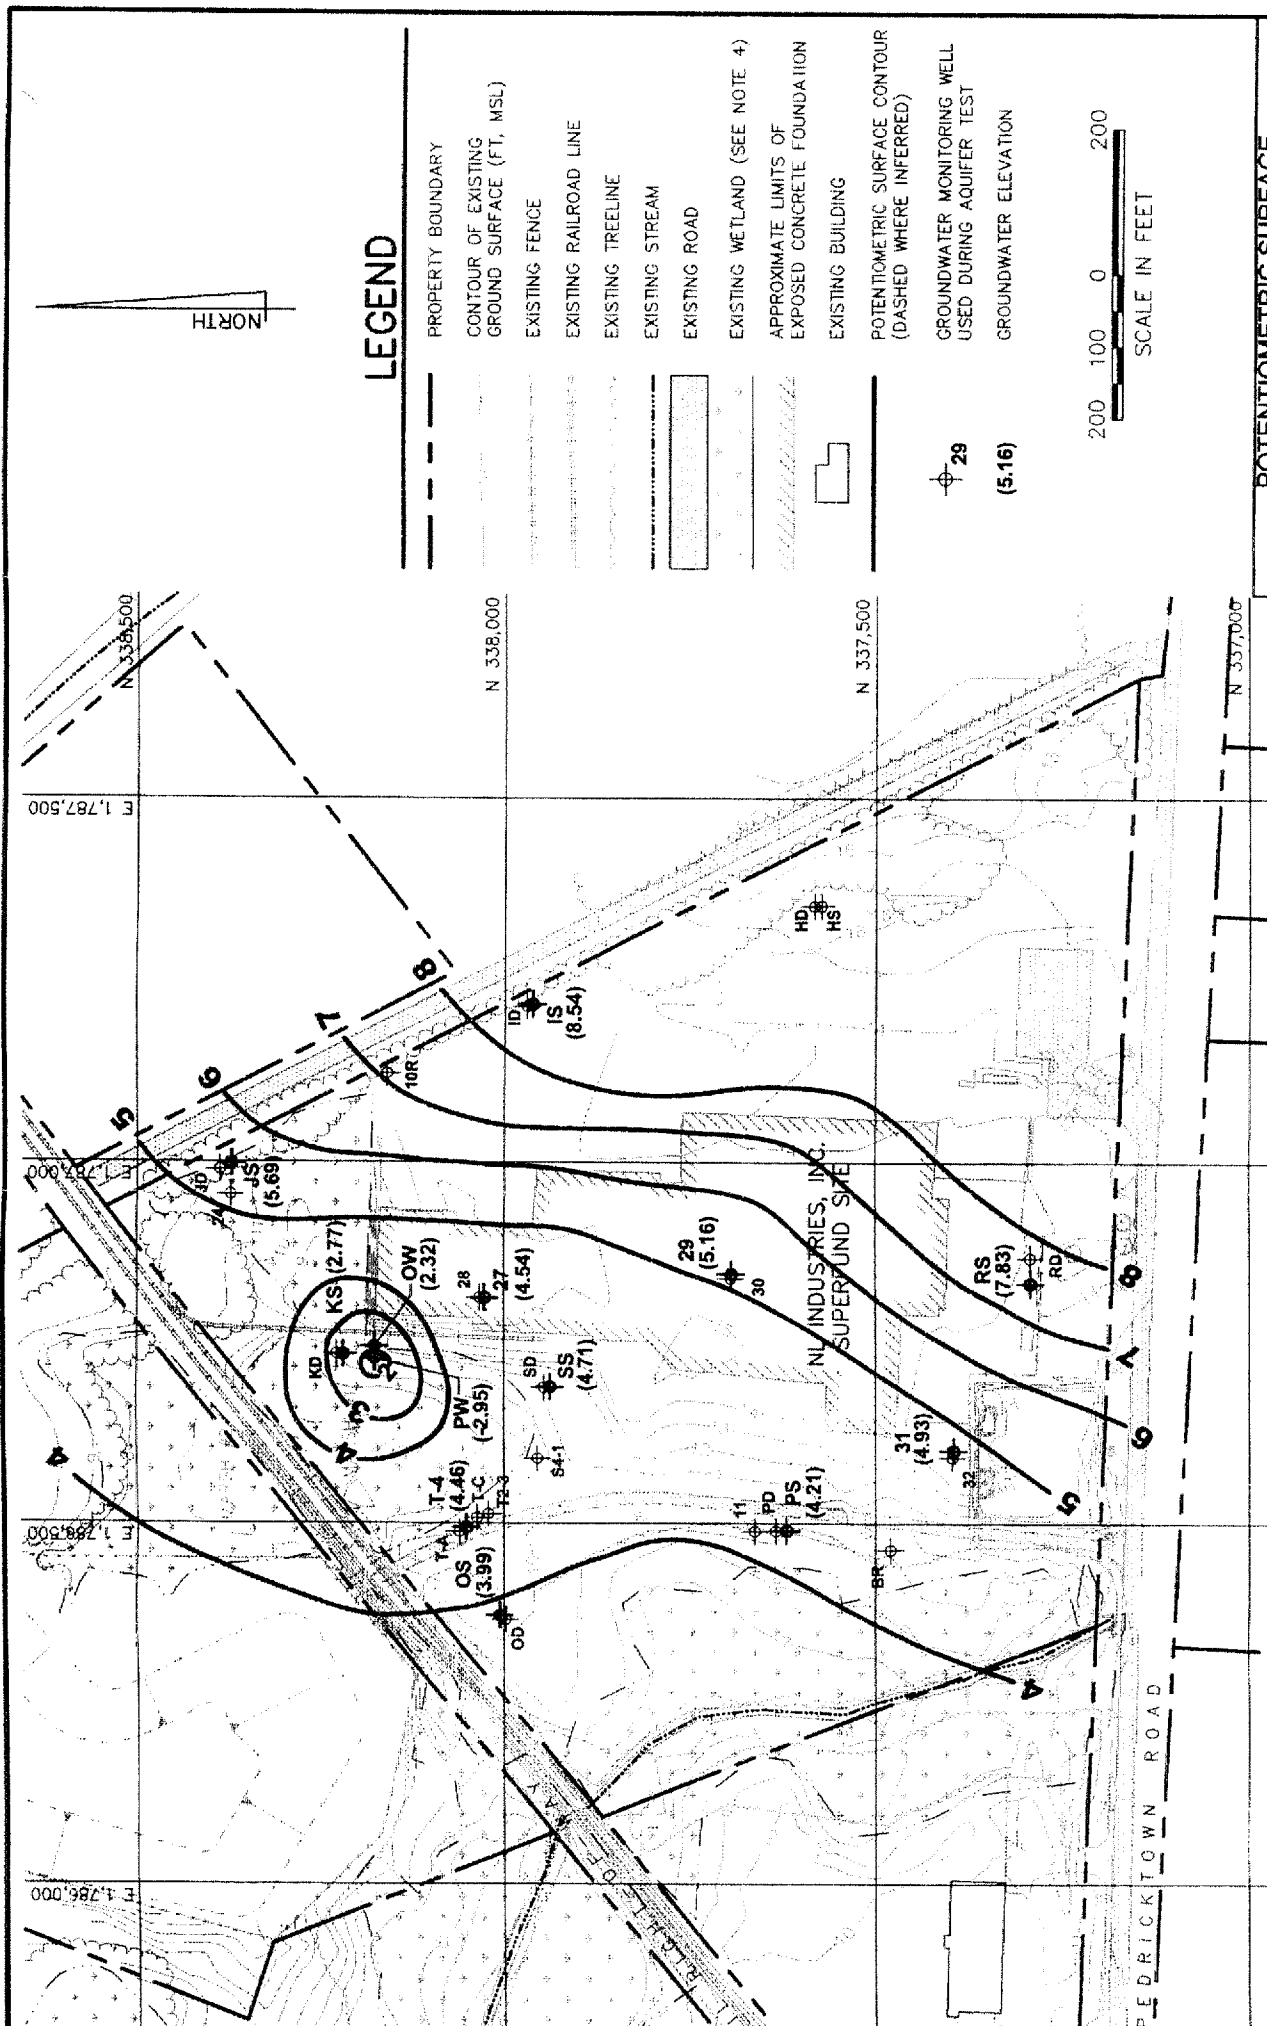 NORTH
LEGEND
PROPERTY BOUNDARY
CONTOUR OF EXISTING
GROUND SURFACE (FT, MSL)
EXISTING FENCE
EXISTING RAILROAD LINE
EXISTING TREELINE
EXISTING STREAM
EXISTING ROAD
EXISTING WETLAND (SEE NOTE 4)
APPROXIMATE LIMITS OF
EXPOSED CONCRETE FOUNDATION
EXISTING BUILDING
POTENTIOMETRIC SURFACE CONTOUR
(DASHED WHERE INFERRED)
29
GROUNDWATER MONITORING WELL
USED DURING AQUIFER TEST
(5.16)
GROUNDWATER ELEVATION
200 100 0 200
SCALE IN FEET
POTENTIOMETRIC SURFACE
N 338,500
N 338,000
N 337,500
N 337,000
E 1,787,500
E 1,787,000
E 1,786,500
E 1,786,000
5
6
7
8
JD
JS
(5.69)
24
10R
ID
IS
(8.54)
HD
HS
KS (2.77)
KD
OW
(2.32)
2
3
4
PW
(-2.95)
28
27
(4.54)
SD
SS
(4.71)
S4-1
29
(5.16)
30
NL INDUSTRIES, INC.
SUPERFUND SITE
RS
(7.83)
RD
8
7
6
5
31
(4.93)
32
4
T-4
(4.46)
T-C
T2-3
T-A
OS
(3.99)
OD
11
PD
PS
(4.21)
BR
4
RIGHT OF WAY
PEDRICKTOWN ROAD